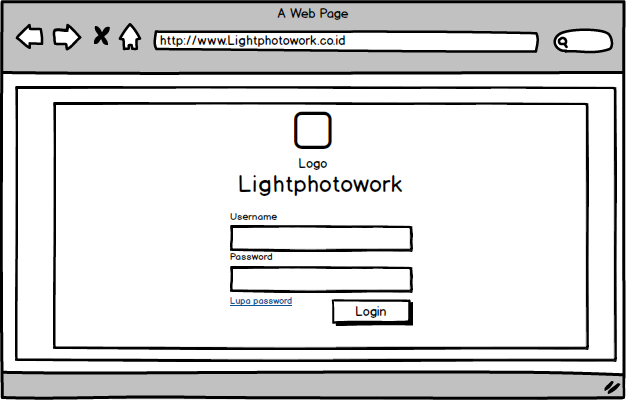 A Web Page
http://www.Lightphotowork.co.id
Logo
Lightphotowork
Username
Password
Lupa password
Login